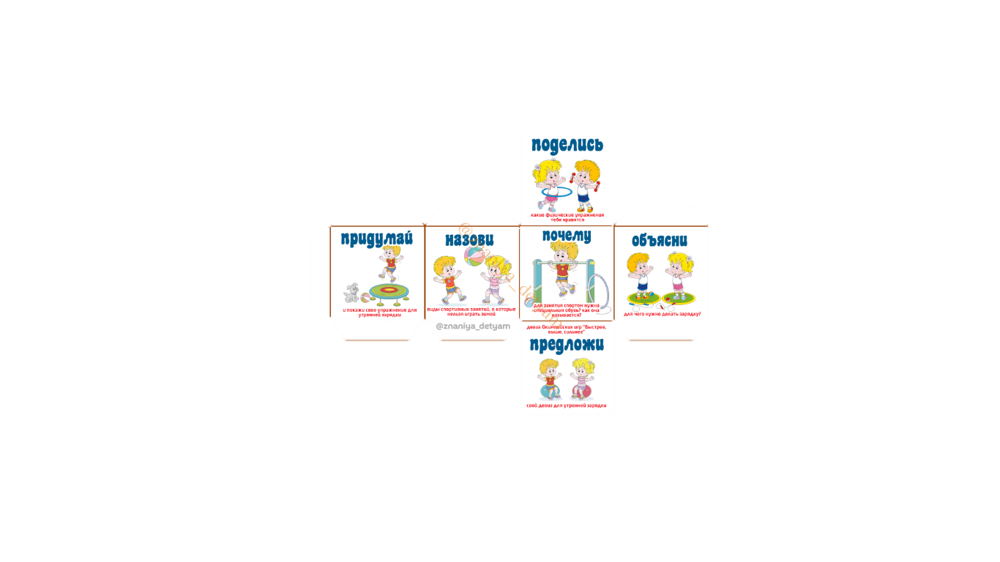 поделись
какие физические упражнения
тебе нравятся
придумай
и покажи свое упражнение для
утренней зарядки
назови
виды спортивных занятий, в которые
нельзя играть зимой
@znaniya_detyam
почему
для занятия спортом нужна
специальная обувь? как она
называется?
объясни
для чего нужно делать зарядку?
девиз Олимпийских игр "Быстрее,
выше, сильнее"
предложи
свой девиз для утренней зарядки